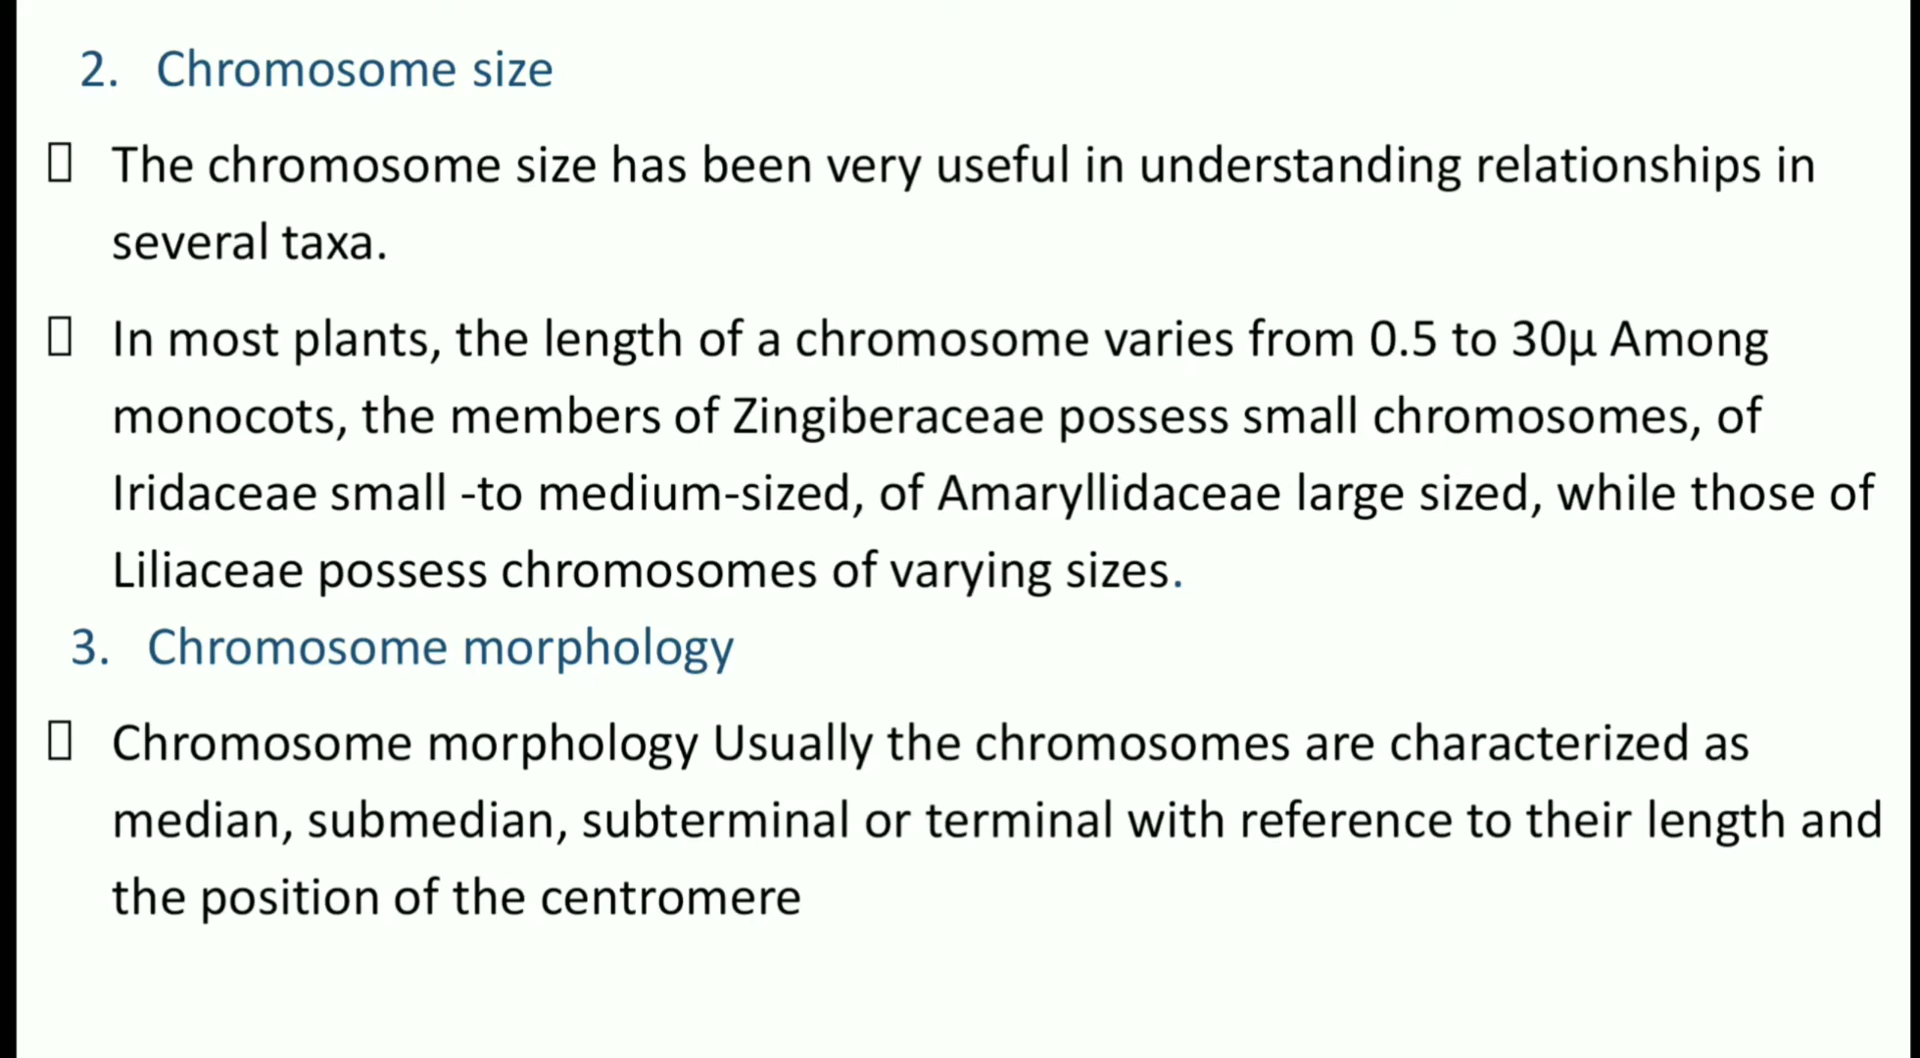 2. Chromosome size
The chromosome size has been very useful in understanding relationships in
several taxa.
In most plants, the length of a chromosome varies from 0.5 to 30µ Among
monocots, the members of Zingiberaceae possess small chromosomes, of
Iridaceae small -to medium-sized, of Amaryllidaceae large sized, while those of
Liliaceae possess chromosomes of varying sizes.
3. Chromosome morphology
Chromosome morphology Usually the chromosomes are characterized as
median, submedian, subterminal or terminal with reference to their length and
the position of the centromere